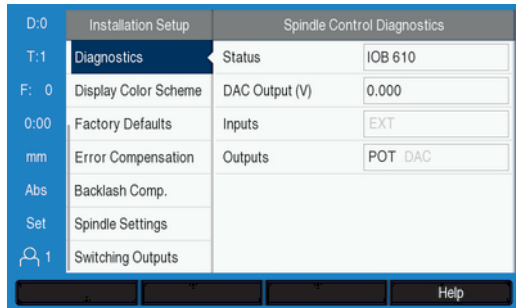 D:0 Installation Setup Spindle Control Diagnostics
T:1 Diagnostics Status IOB 610
F: 0 Display Color Scheme DAC Output (V) 0.000
0:00 Factory Defaults Inputs EXT
mm Error Compensation Outputs POT DAC
Abs Backlash Comp.
Set Spindle Settings
1 Switching Outputs
Help